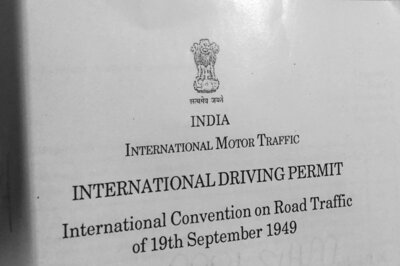 सत्यमेव जयते
INDIA
INTERNATIONAL MOTOR TRAFFIC
INTERNATIONAL DRIVING PERMIT
International Convention on Road Traffic
of 19th September 1949